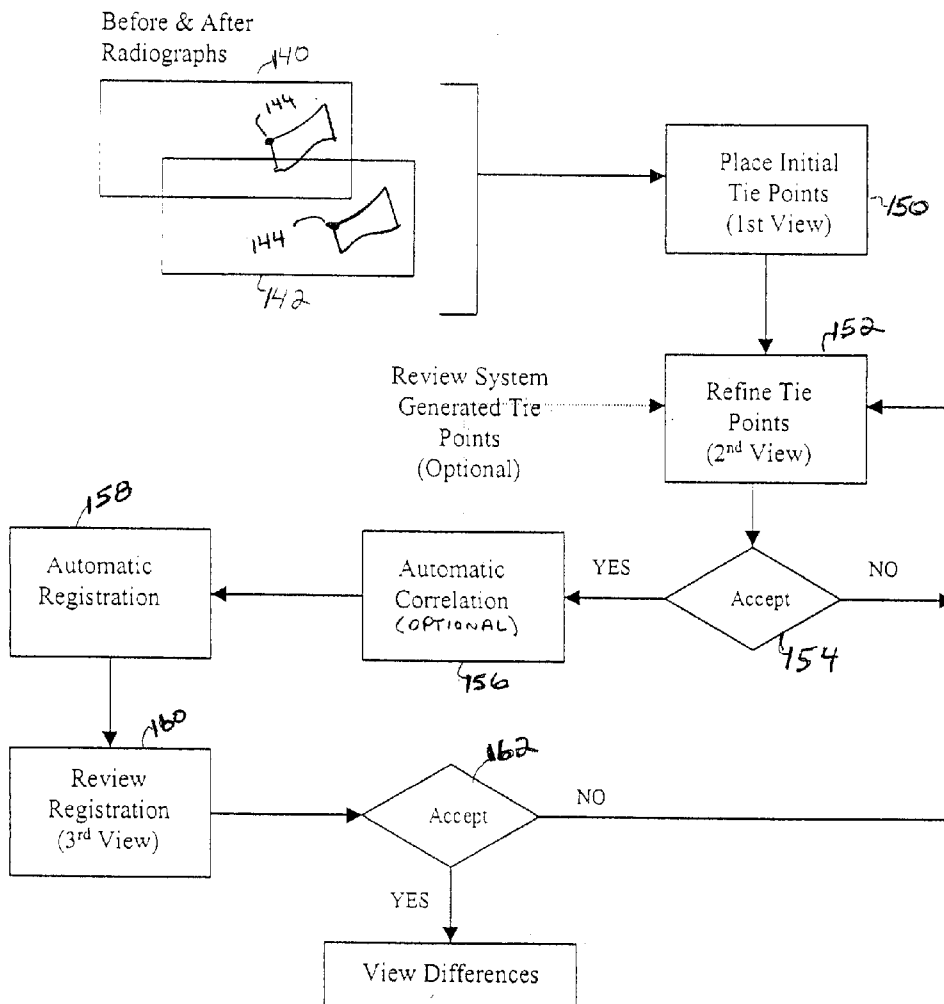 Before & After
Radiographs
140
144
144
142
Place Initial
Tie Points
(1st View)
150
152
Review System
Generated Tie
Points
(Optional)
Refine Tie
Points
(2nd View)
158
Automatic
Registration
Automatic
Correlation
(OPTIONAL)
156
YES
Accept
NO
154
160
Review
Registration
(3rd View)
162
Accept
NO
YES
View Differences